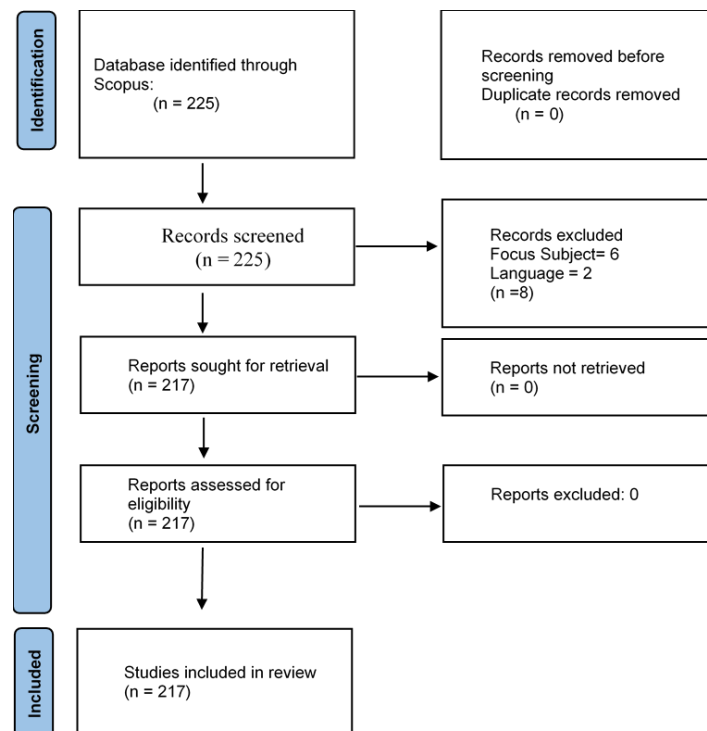 Identification
Database identified through
Scopus:
(n = 225)
Records removed before
screening
Duplicate records removed
(n = 0)
Screening
Records screened
(n = 225)
Records excluded
Focus Subject= 6
Language = 2
(n =8)
Reports sought for retrieval
(n = 217)
Reports not retrieved
(n = 0)
Reports assessed for
eligibility
(n = 217)
Reports excluded: 0
Included
Studies included in review
(n = 217)